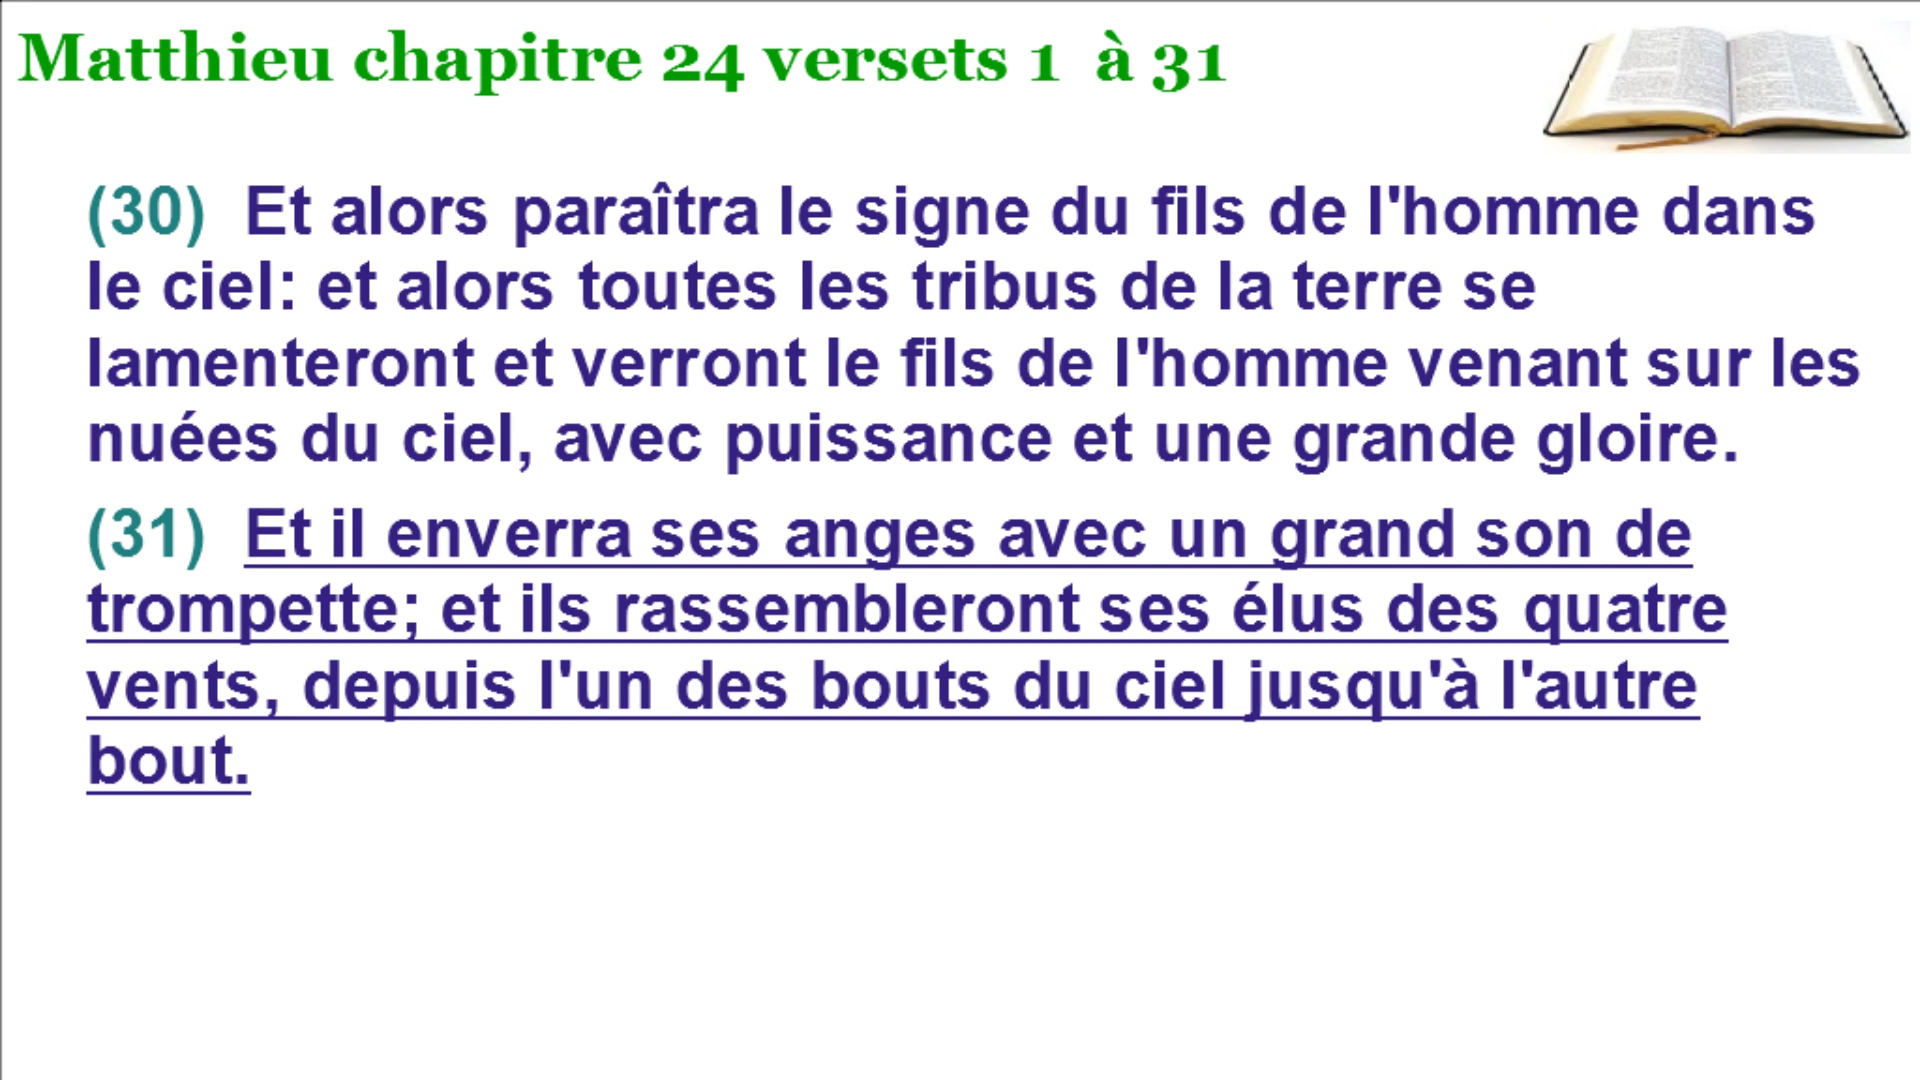 Matthieu chapitre 24 versets 1 à 31
(30) Et alors paraîtra le signe du fils de l'homme dans
le ciel: et alors toutes les tribus de la terre se
lamenteront et verront le fils de l'homme venant sur les
nuées du ciel, avec puissance et une grande gloire.
(31) Et il enverra ses anges avec un grand son de
trompette; et ils rassembleront ses élus des quatre
vents, depuis l'un des bouts du ciel jusqu'à l'autre
bout.